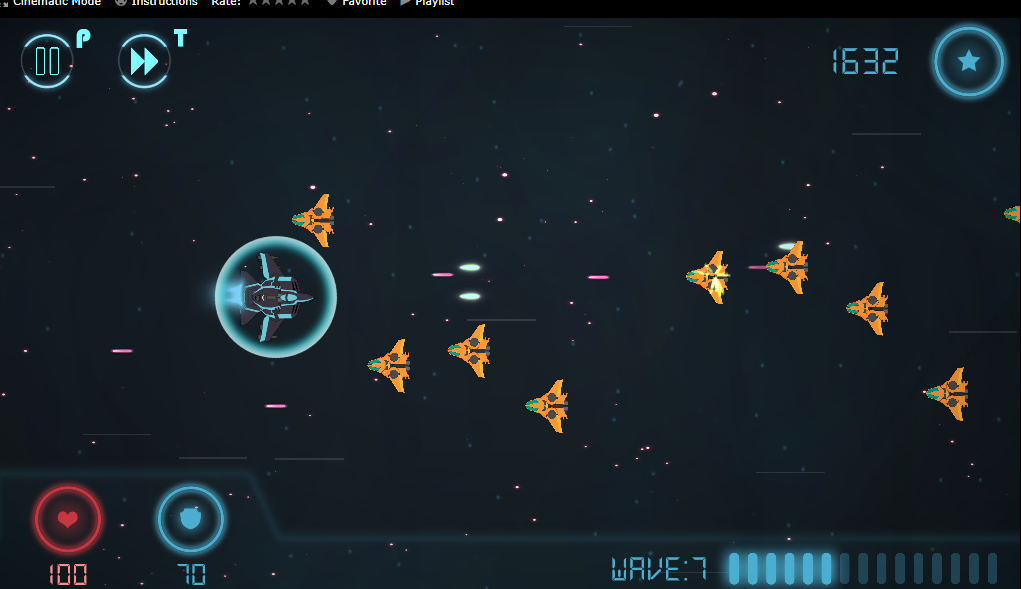 Cinematic Mode Instructions Rate: Favorite Playlist
P T 1632
100 70 WAVE:7